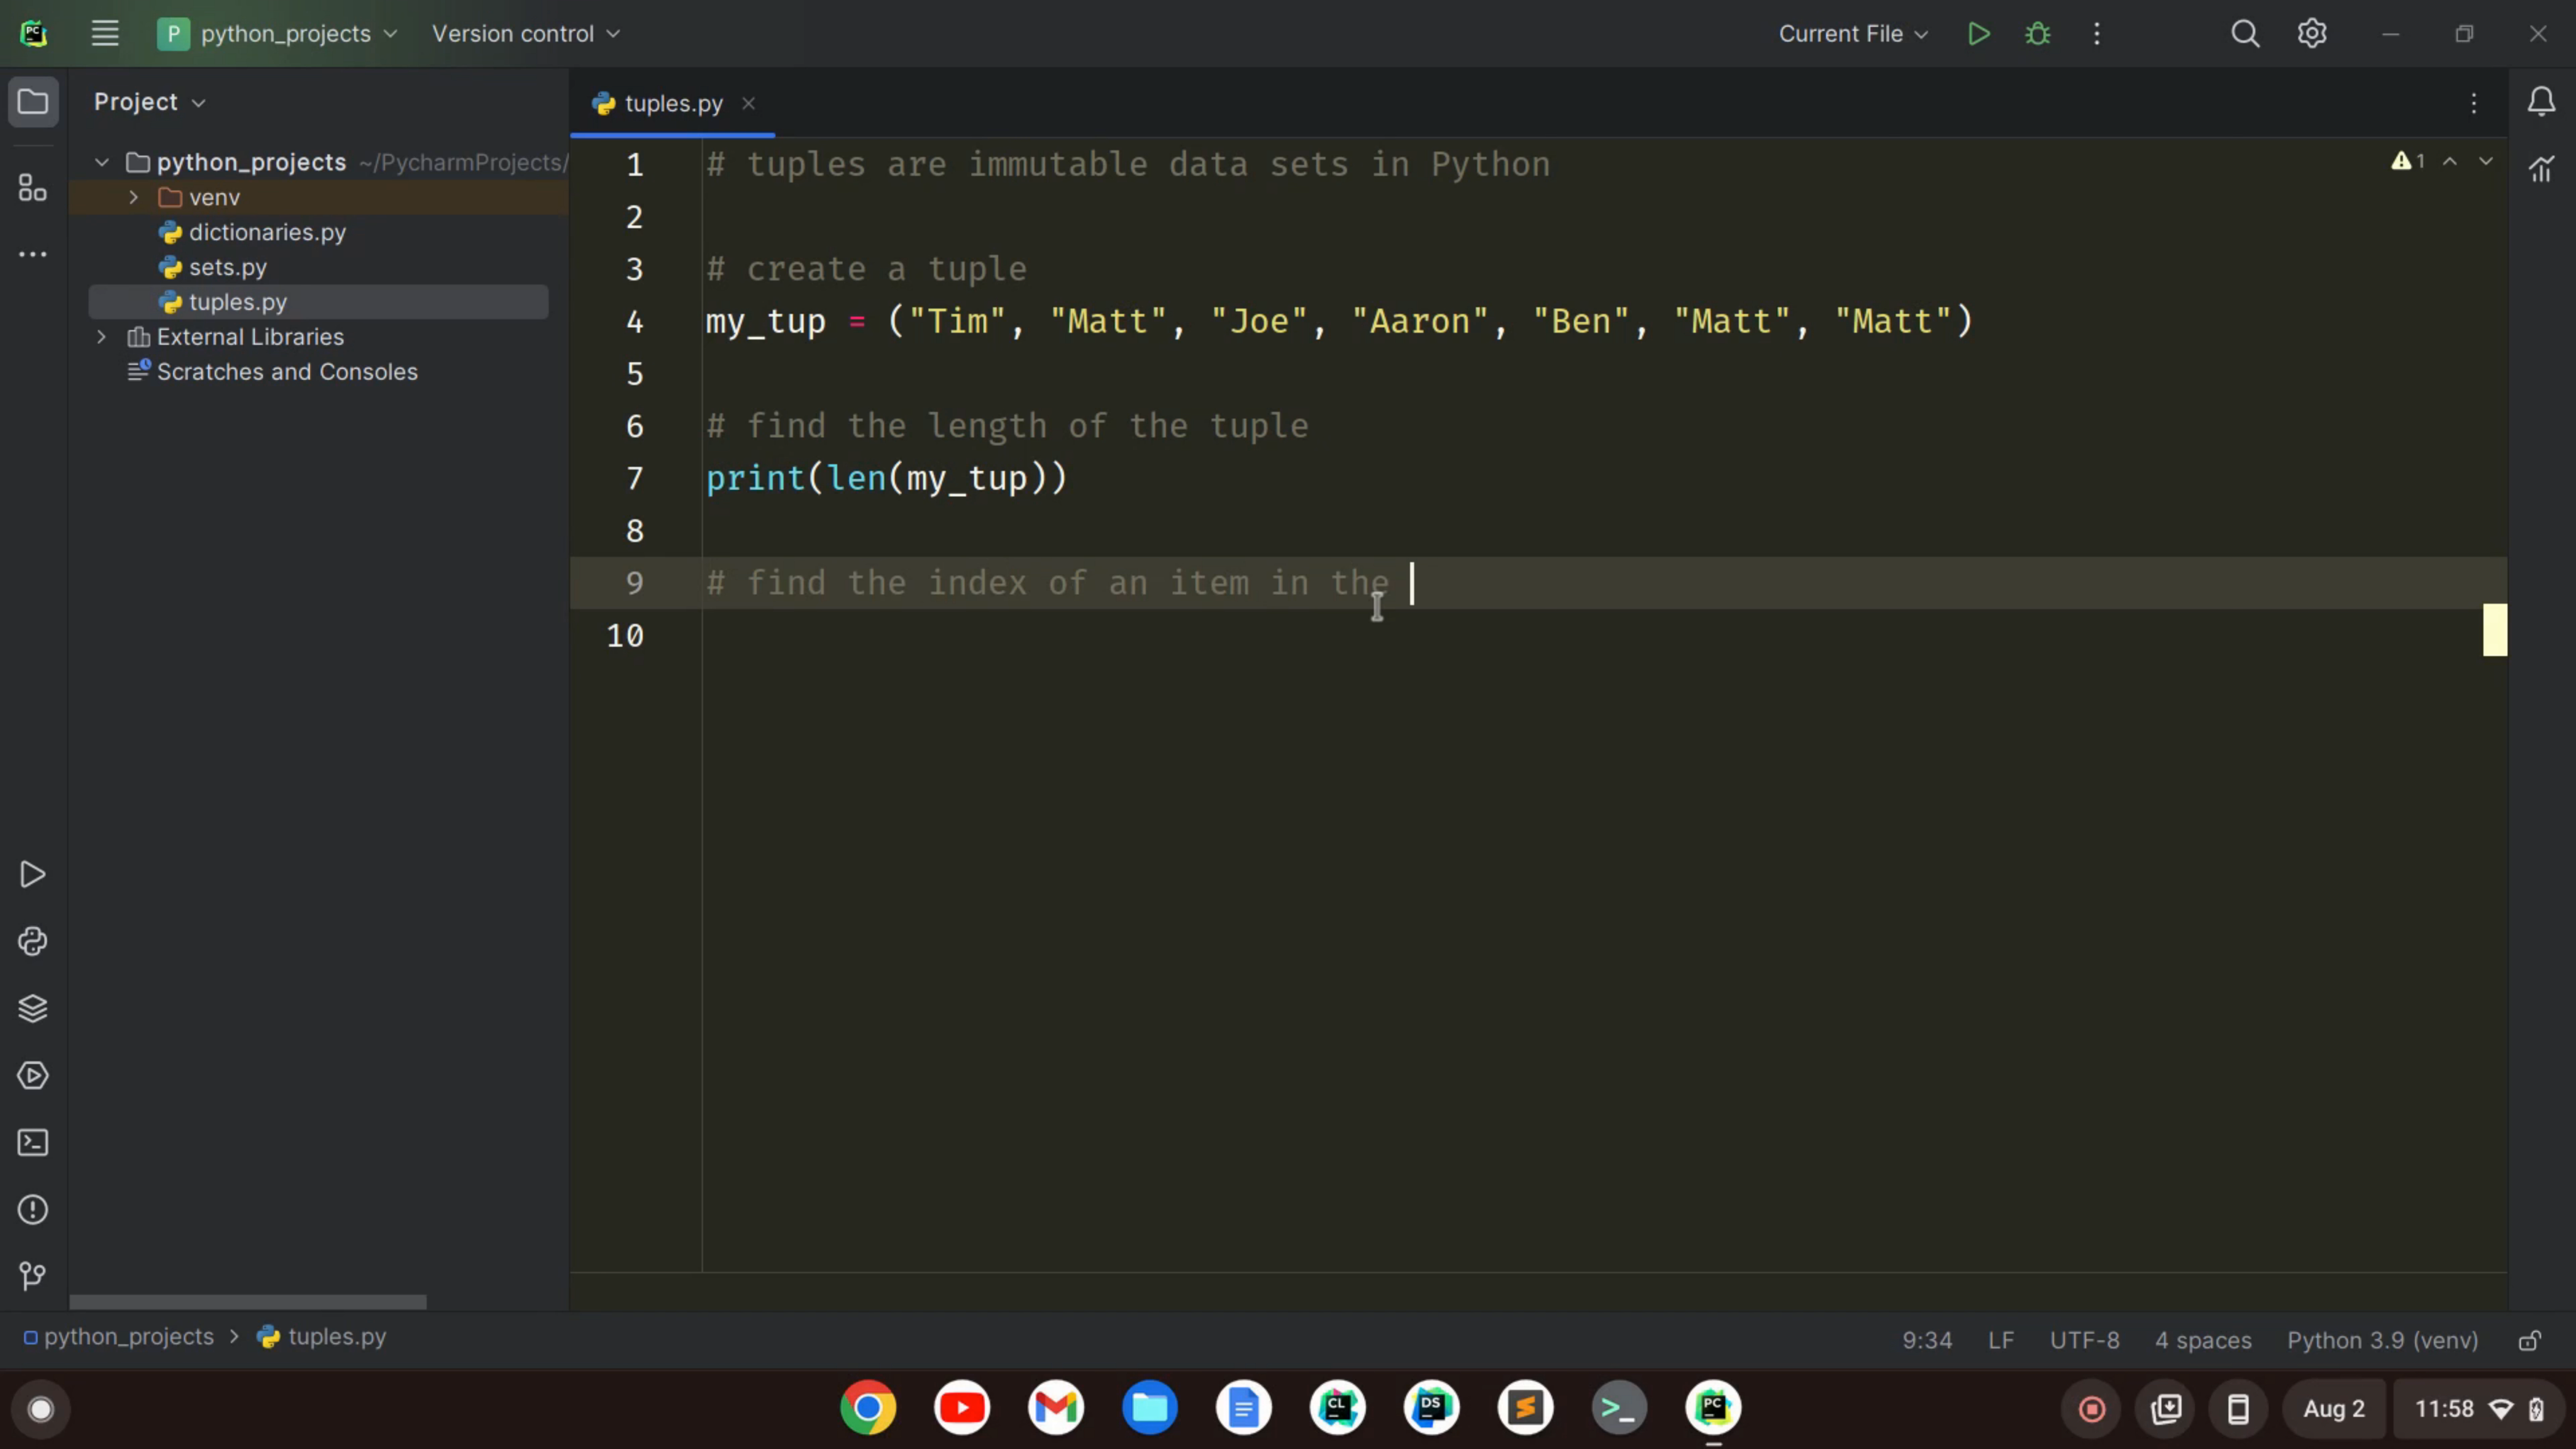 PC
P python_projects Version control Current File
Project
tuples.py
python_projects ~/PycharmProjects/
venv
dictionaries.py
sets.py
tuples.py
External Libraries
Scratches and Consoles
1 # tuples are immutable data sets in Python
2
3 # create a tuple
4 my_tup = ("Tim", "Matt", "Joe", "Aaron", "Ben", "Matt", "Matt")
5
6 # find the length of the tuple
7 print(len(my_tup))
8
9 # find the index of an item in the
10
1
python_projects > tuples.py 9:34 LF UTF-8 4 spaces Python 3.9 (venv)
CL DS >_ PC Aug 2 11:58